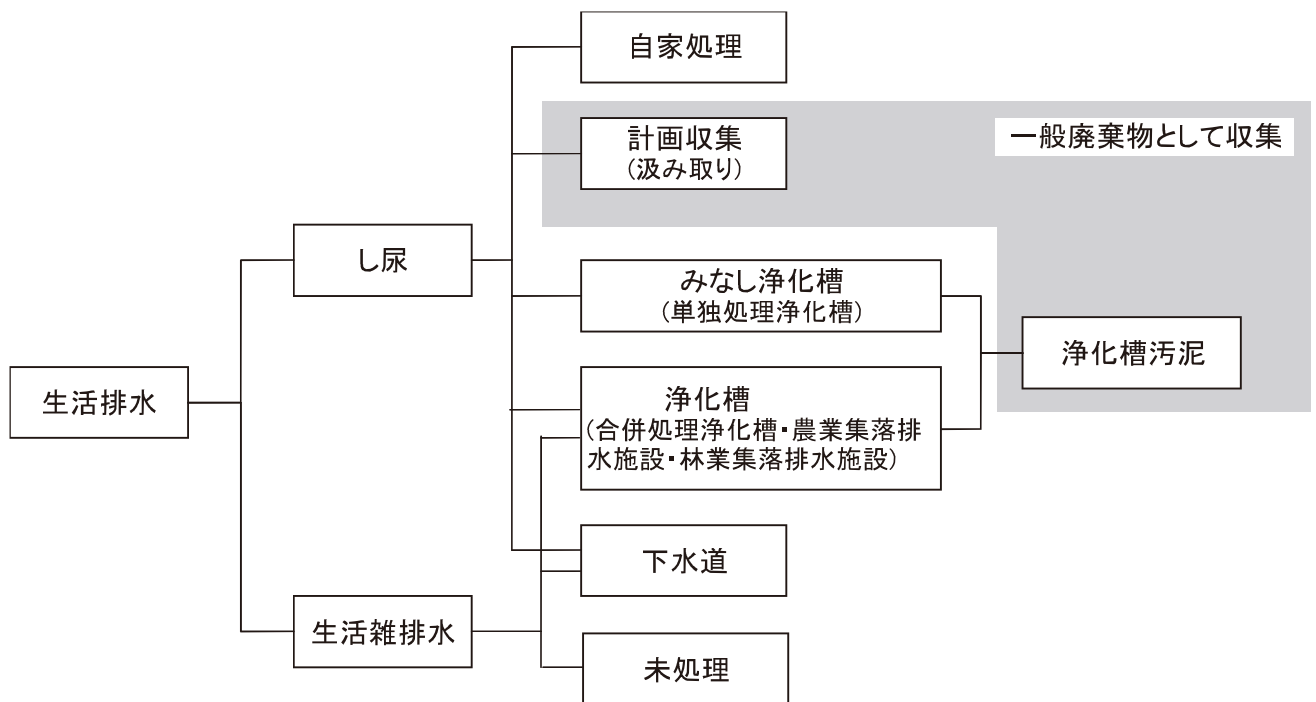 自家処理
計画収集
(汲み取り)
一般廃棄物として収集
し尿
みなし浄化槽
(単独処理浄化槽)
浄化槽汚泥
生活排水
浄化槽
(合併処理浄化槽・農業集落排
水施設・林業集落排水施設)
下水道
生活雑排水
未処理